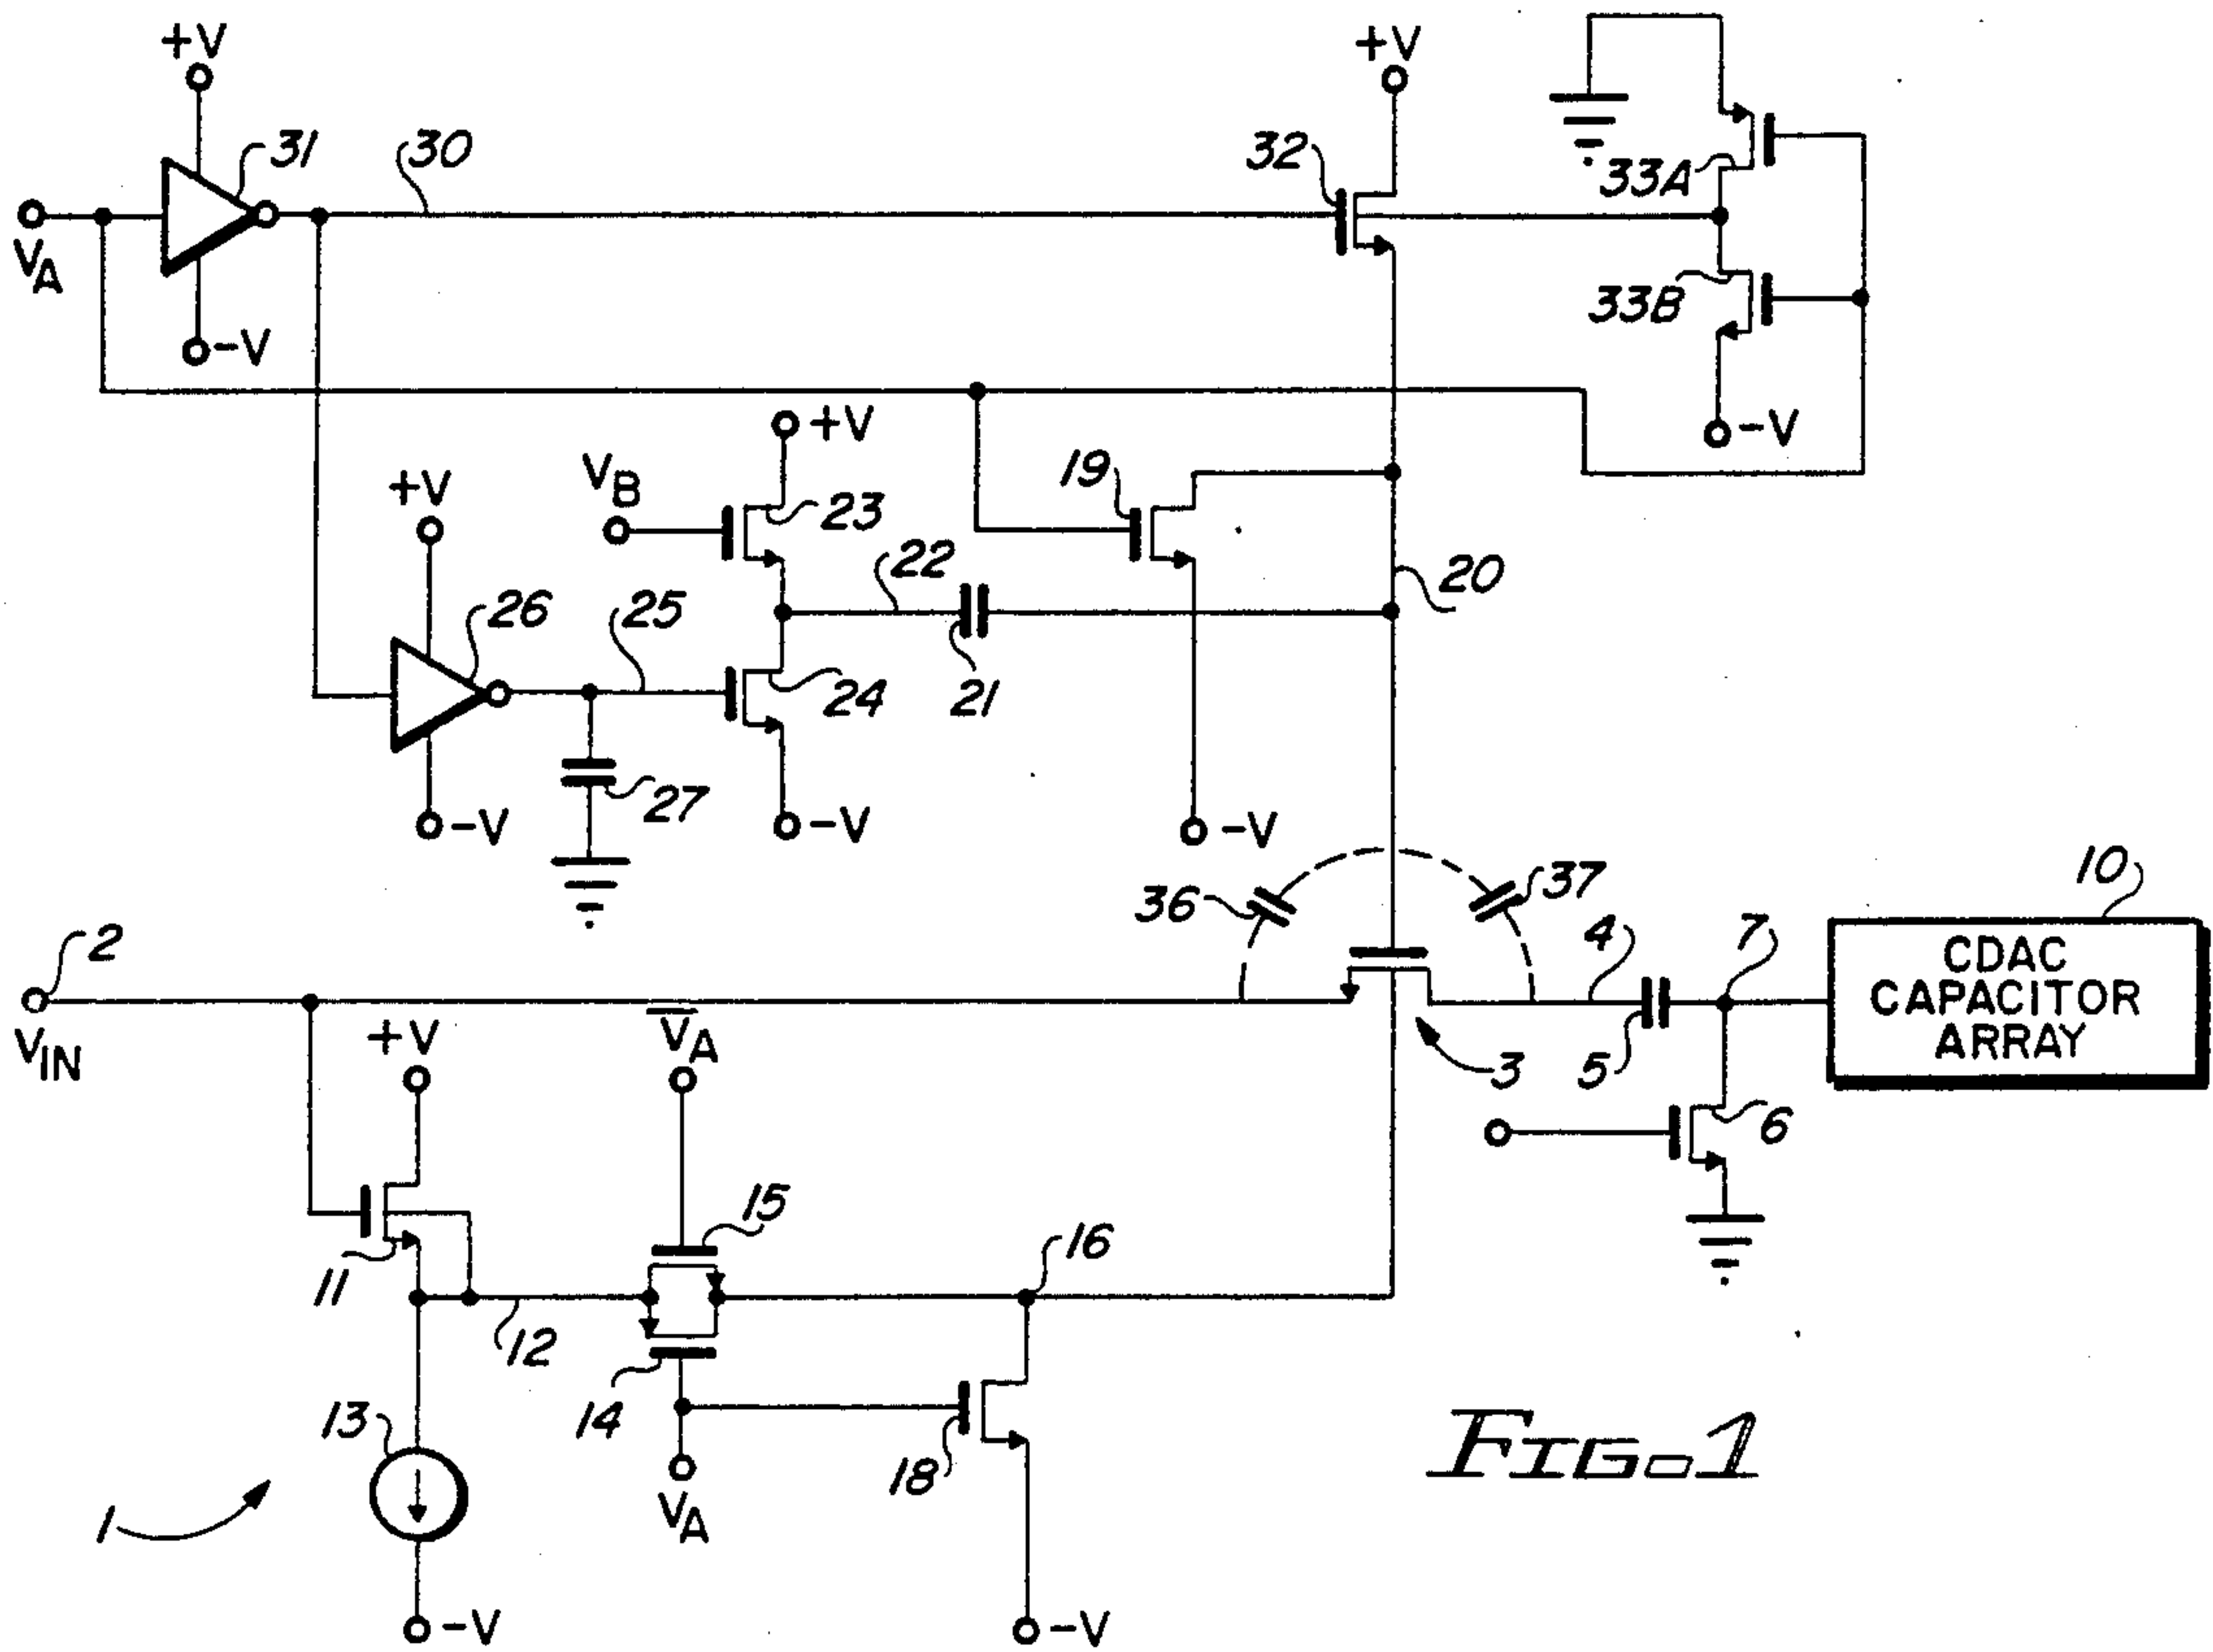 +V
31
30
VA
-V
+V
32
33A
33B
-V
+V
VB
23
19
+V
26
25
22
21
20
24
27
-V
-V
-V
36
37
10
2
VIN
4
7
CDAC
CAPACITOR
ARRAY
5
3
6
+V
V̅A
15
16
11
12
14
13
18
VA
1
-V
-V
FIG.1